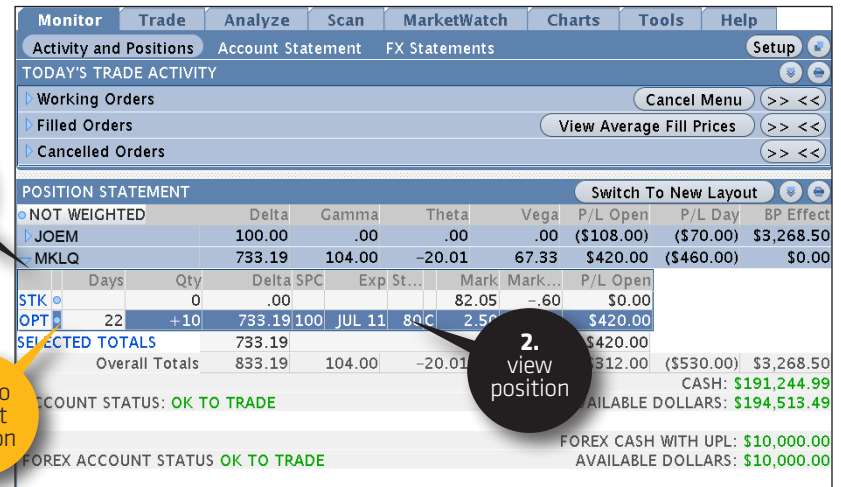 Monitor Trade Analyze Scan MarketWatch Charts Tools Help
Activity and Positions Account Statement FX Statements Setup
TODAY'S TRADE ACTIVITY
Working Orders Cancel Menu >> <<
Filled Orders View Average Fill Prices >> <<
Cancelled Orders >> <<
POSITION STATEMENT Switch To New Layout
NOT WEIGHTED Delta Gamma Theta Vega P/L Open P/L Day BP Effect
JOEM 100.00 .00 .00 .00 ($108.00) ($70.00) $3,268.50
MKLQ 733.19 104.00 -20.01 67.33 $420.00 ($460.00) $0.00
Days Qty Delta SPC Exp St... Mark Mark... P/L Open
STK 0 .00 82.05 -.60 $0.00
OPT 22 +10 733.19 100 JUL 11 80 C 2.50 $420.00
SELECTED TOTALS 733.19 $420.00
Overall Totals 833.19 104.00 -20.01 $312.00 ($530.00) $3,268.50
2.
view
position
CASH: $191,244.99
ACCOUNT STATUS: OK TO TRADE AVAILABLE DOLLARS: $194,513.49
FOREX CASH WITH UPL: $10,000.00
FOREX ACCOUNT STATUS OK TO TRADE AVAILABLE DOLLARS: $10,000.00